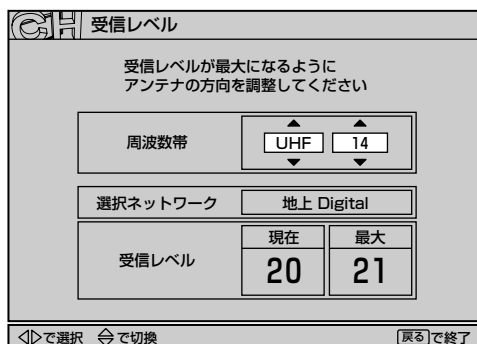 CH 受信レベル
受信レベルが最大になるように
アンテナの方向を調整してください
周波数帯 UHF 14
選択ネットワーク 地上 Digital
受信レベル
現在 最大
20 21
で選択 で切換 戻るで終了